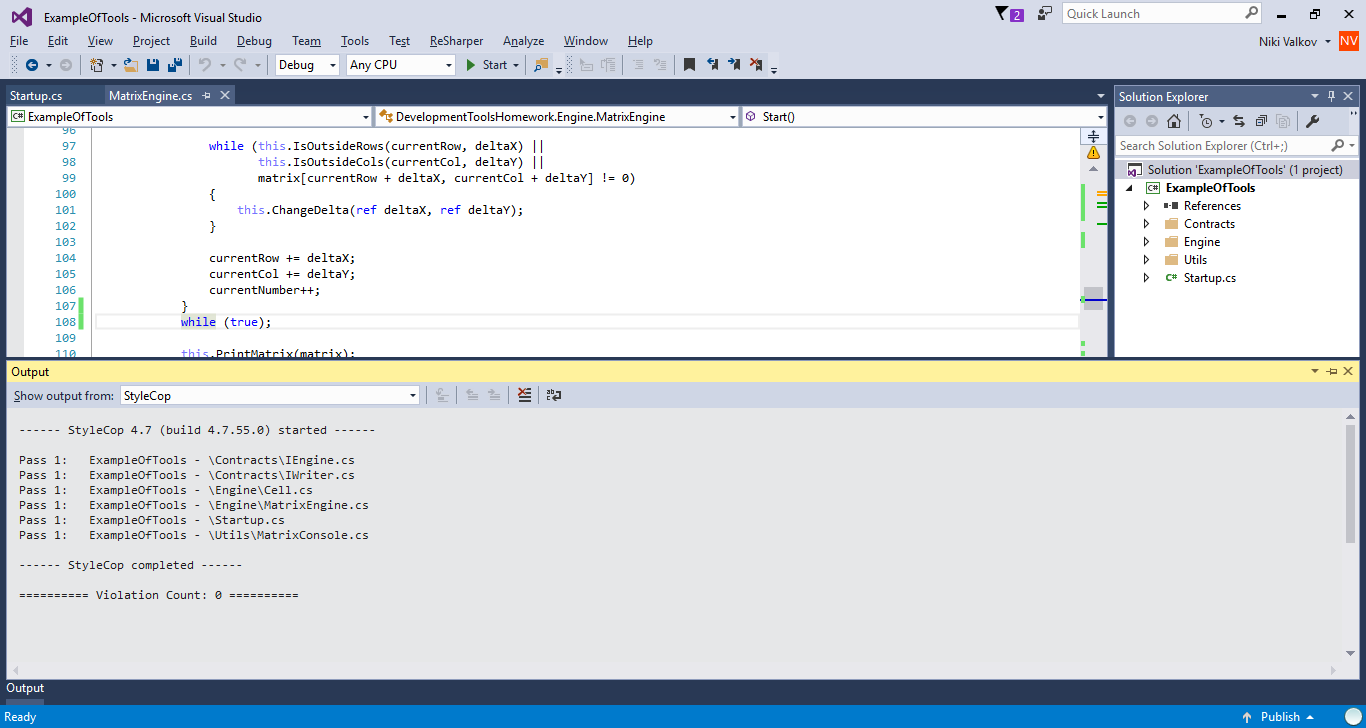 ExampleOfTools - Microsoft Visual Studio
2
Quick Launch
File Edit View Project Build Debug Team Tools Test ReSharper Analyze Window Help
Niki Valkov
NV
Debug Any CPU Start
Startup.cs MatrixEngine.cs
C# ExampleOfTools DevelopmentToolsHomework.Engine.MatrixEngine Start()
96
97 while (this.IsOutsideRows(currentRow, deltaX) ||
98 this.IsOutsideCols(currentCol, deltaY) ||
99 matrix[currentRow + deltaX, currentCol + deltaY] != 0)
100 {
101 this.ChangeDelta(ref deltaX, ref deltaY);
102 }
103
104 currentRow += deltaX;
105 currentCol += deltaY;
106 currentNumber++;
107 }
108 while (true);
109
110 this.PrintMatrix(matrix);
Solution Explorer
Search Solution Explorer (Ctrl+;)
Solution 'ExampleOfTools' (1 project)
C# ExampleOfTools
References
Contracts
Engine
Utils
C# Startup.cs
Output
Show output from: StyleCop
------ StyleCop 4.7 (build 4.7.55.0) started ------
Pass 1: ExampleOfTools - \Contracts\IEngine.cs
Pass 1: ExampleOfTools - \Contracts\IWriter.cs
Pass 1: ExampleOfTools - \Engine\Cell.cs
Pass 1: ExampleOfTools - \Engine\MatrixEngine.cs
Pass 1: ExampleOfTools - \Startup.cs
Pass 1: ExampleOfTools - \Utils\MatrixConsole.cs
------ StyleCop completed ------
========== Violation Count: 0 ==========
Output
Ready
Publish